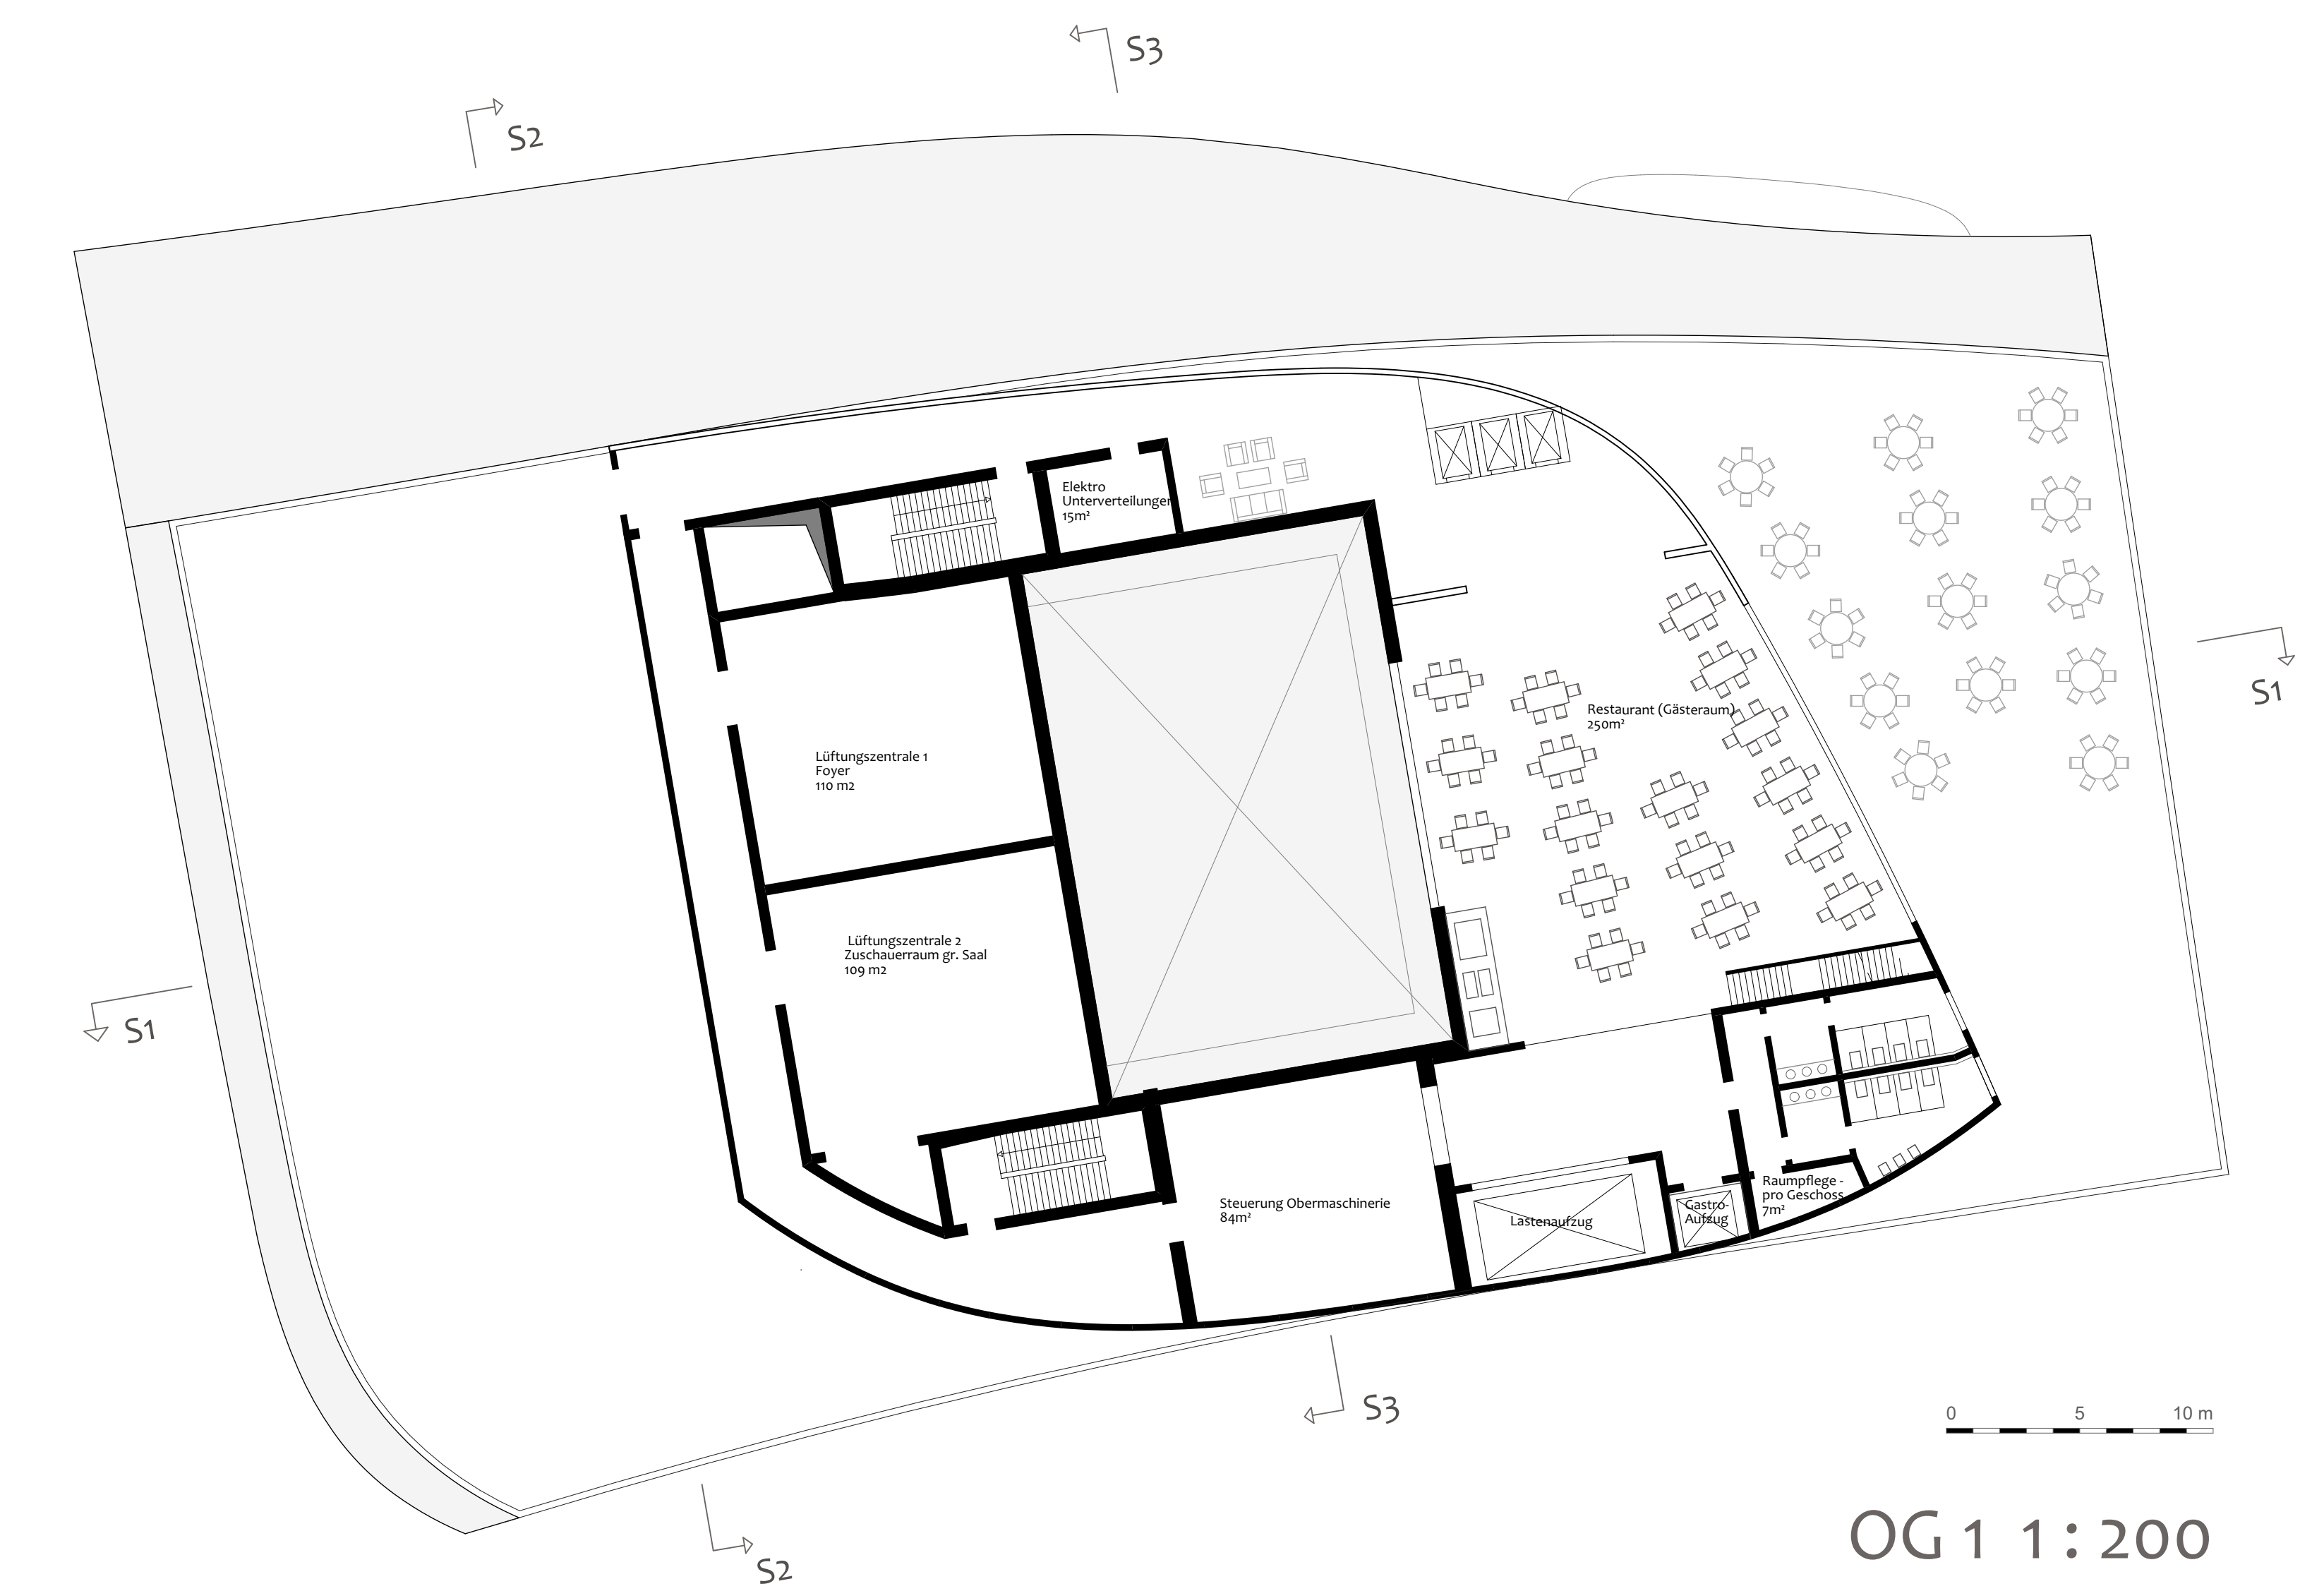 S3
S2
Elektro
Unterverteilungen
15m²
Restaurant (Gästeraum)
250m²
S1
Lüftungszentrale 1
Foyer
110 m2
Lüftungszentrale 2
Zuschauerraum gr. Saal
109 m2
S1
Steuerung Obermaschinerie
84m²
Lastenaufzug
Gastro-
Aufzug
Raumpflege -
pro Geschoss
7m²
S3
0 5 10 m
S2
OG 1 1 : 200